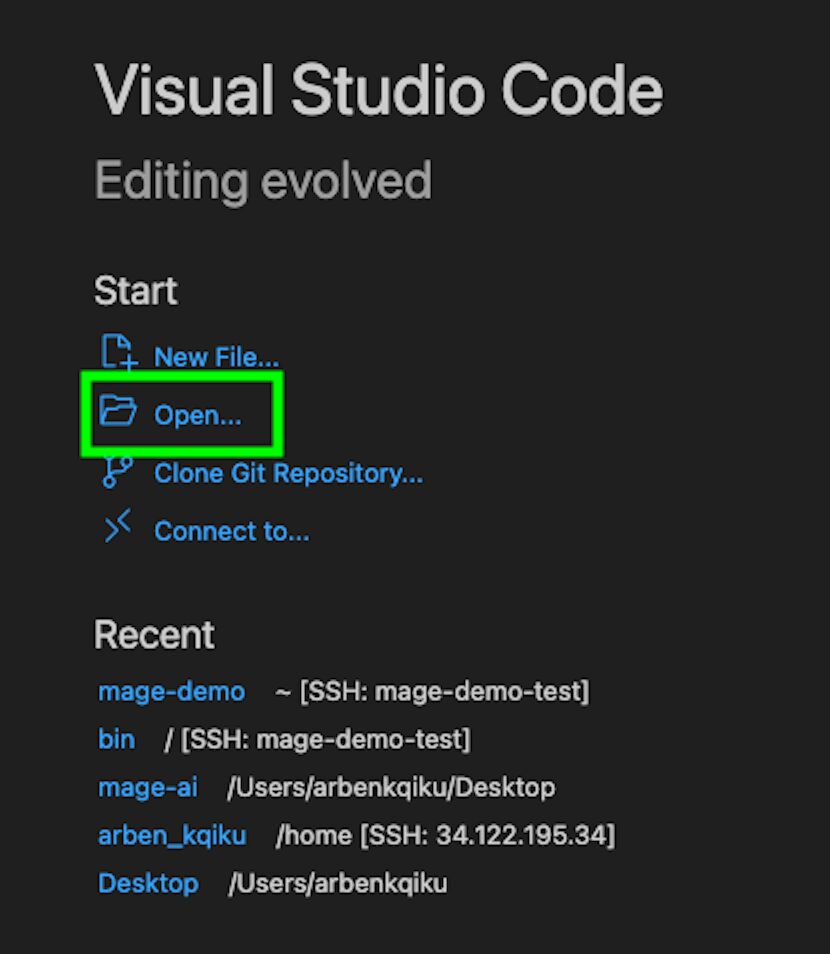 Visual Studio Code
Editing evolved
Start
New File...
Open...
Clone Git Repository...
Connect to...
Recent
mage-demo ~ [SSH: mage-demo-test]
bin / [SSH: mage-demo-test]
mage-ai /Users/arbenkqiku/Desktop
arben_kqiku /home [SSH: 34.122.195.34]
Desktop /Users/arbenkqiku